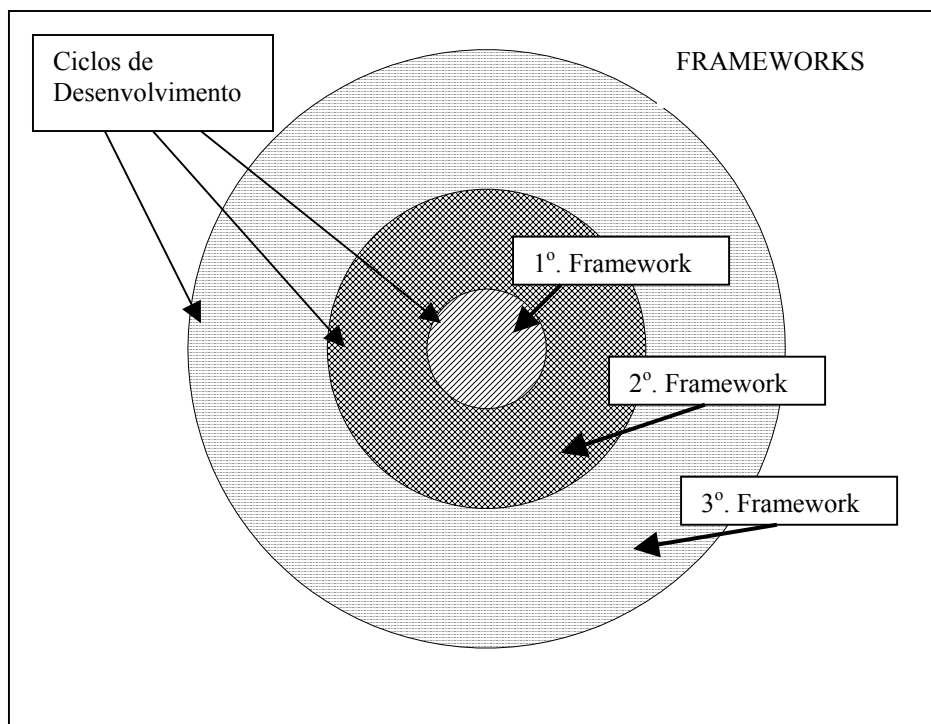 Ciclos de
Desenvolvimento
FRAMEWORKS
1º. Framework
2º. Framework
3º. Framework